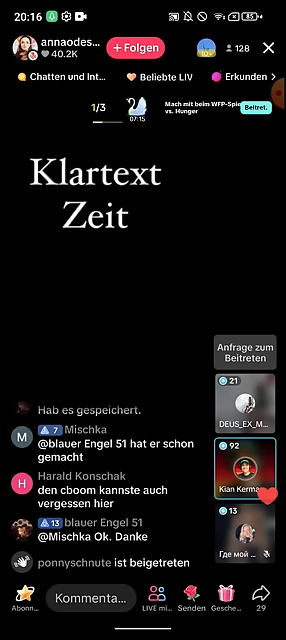 20:16
85
annaodes...
40.2K
+ Folgen
128
Chatten und Int...
Beliebte LIV
Erkunden
1/3
07:15
Mach mit beim WFP-Spie
vs. Hunger
Beitret.
Klartext
Zeit
Anfrage zum
Beitreten
21
DEUS_EX_M...
92
Kian Kerma
13
Где мой ...
Hab es gespeichert.
M
7 Mischka
@blauer Engel 51 hat er schon
gemacht
H
Harald Konschak
den cboom kannste auch
vergessen hier
13 blauer Engel 51
@Mischka Ok. Danke
ponnyschnute ist beigetreten
Abonn...
Kommenta...
LIVE mi...
Senden
Gesche...
29